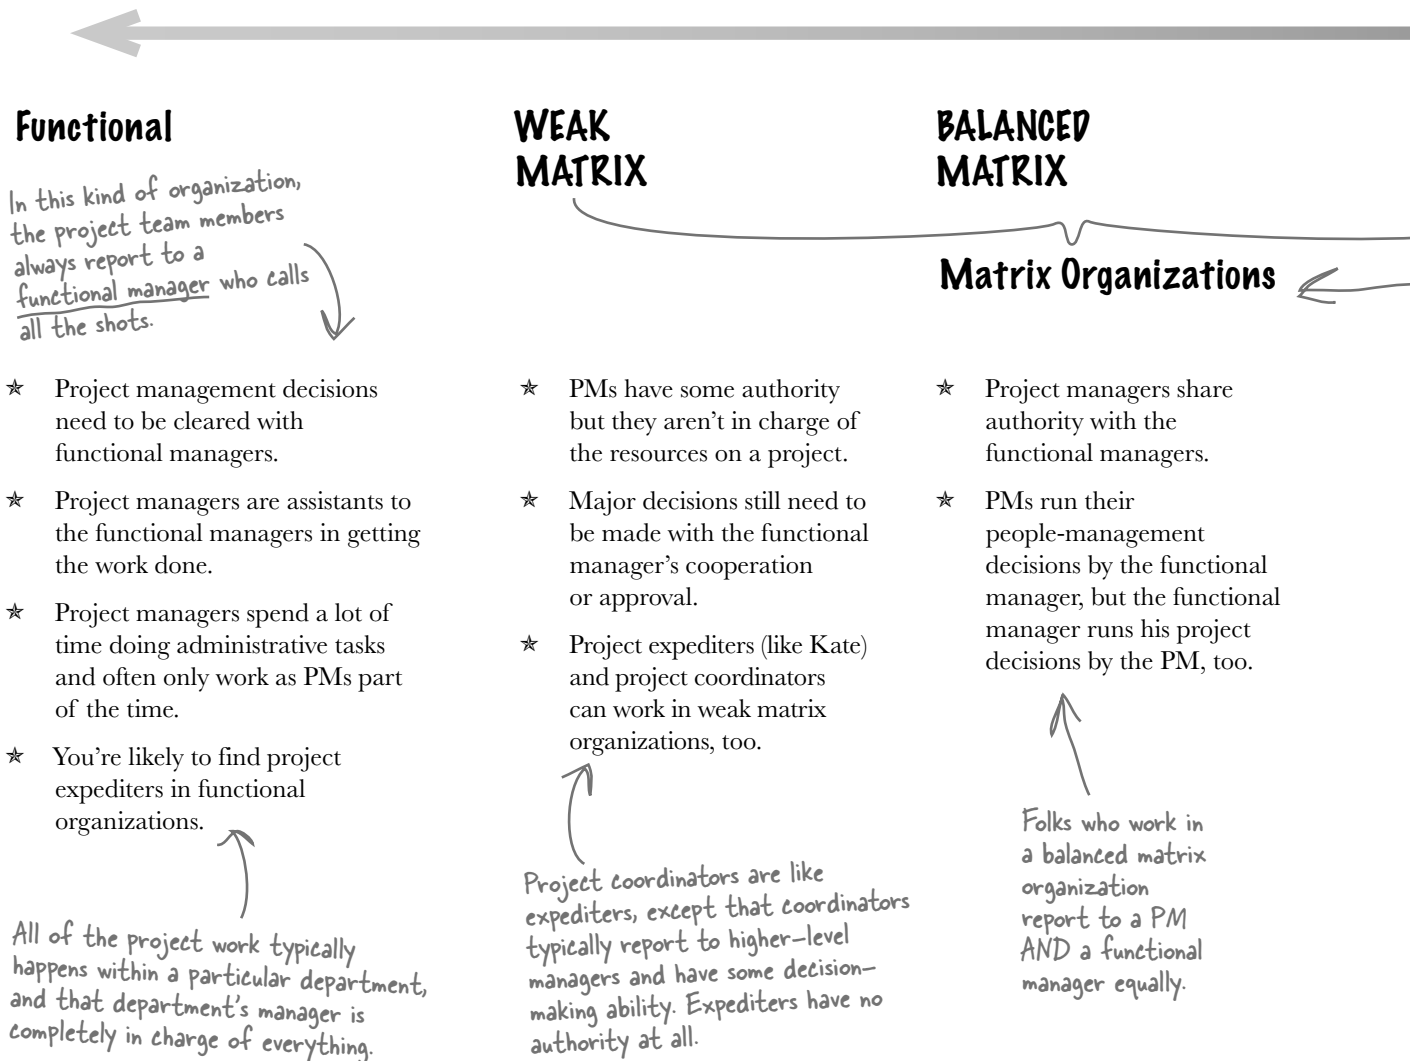 Functional
In this kind of organization,
the project team members
always report to a
functional manager who calls
all the shots.
✯ Project management decisions
need to be cleared with
functional managers.
✯ Project managers are assistants to
the functional managers in getting
the work done.
✯ Project managers spend a lot of
time doing administrative tasks
and often only work as PMs part
of the time.
✯ You’re likely to find project
expediters in functional
organizations.
All of the project work typically
happens within a particular department,
and that department's manager is
completely in charge of everything.
WEAK
MATRIX
BALANCED
MATRIX
Matrix Organizations
✯ PMs have some authority
but they aren’t in charge of
the resources on a project.
✯ Major decisions still need to
be made with the functional
manager’s cooperation
or approval.
✯ Project expediters (like Kate)
and project coordinators
can work in weak matrix
organizations, too.
Project coordinators are like
expediters, except that coordinators
typically report to higher-level
managers and have some decision-
making ability. Expediters have no
authority at all.
✯ Project managers share
authority with the
functional managers.
✯ PMs run their
people-management
decisions by the functional
manager, but the functional
manager runs his project
decisions by the PM, too.
Folks who work in
a balanced matrix
organization
report to a PM
AND a functional
manager equally.